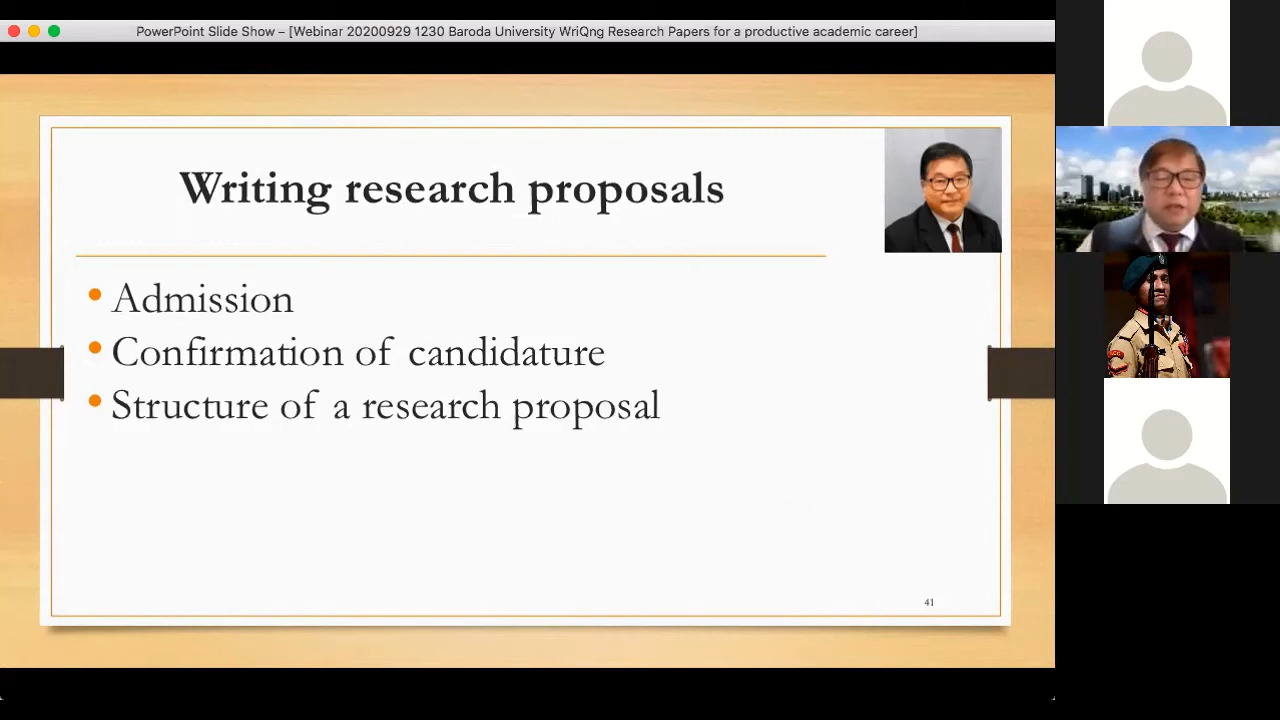 PowerPoint Slide Show – [Webinar 20200929 1230 Baroda University WriQng Research Papers for a productive academic career]
Writing research proposals
• Admission
• Confirmation of candidature
• Structure of a research proposal
41